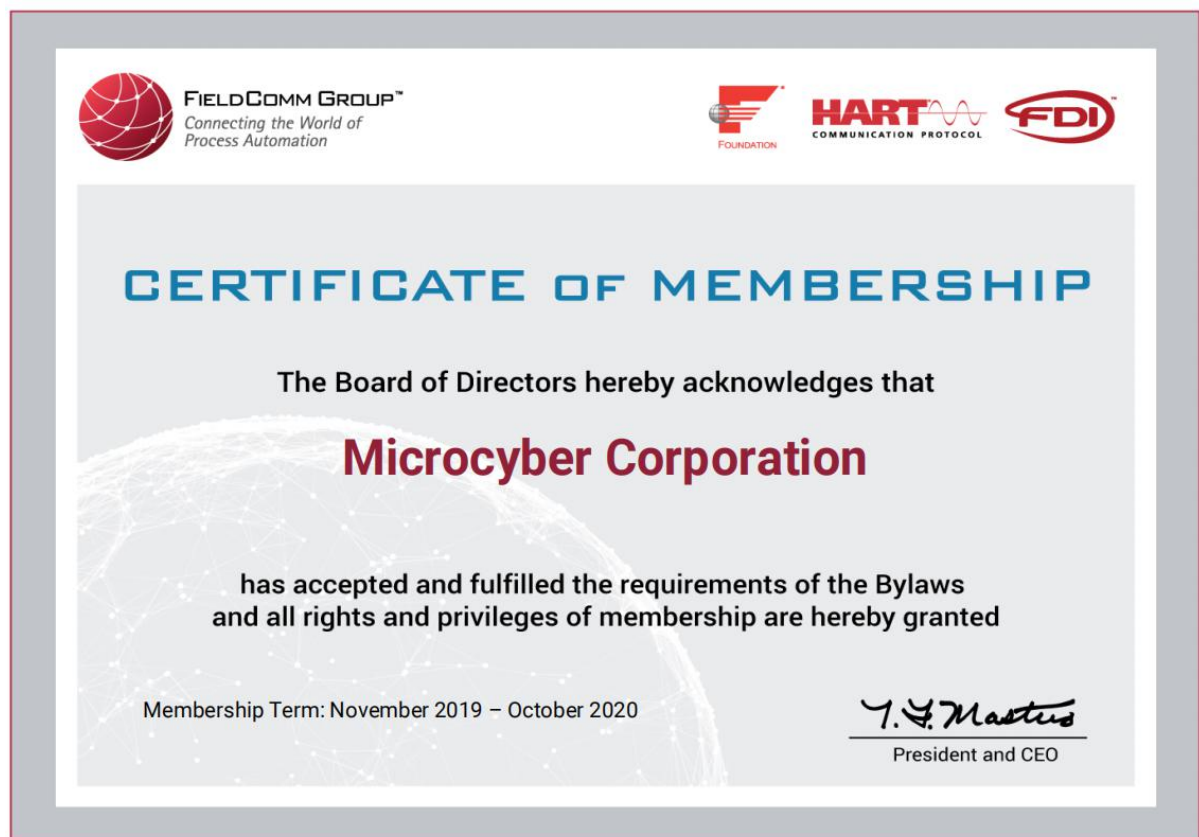 FIELDCOMM GROUP™
Connecting the World of
Process Automation
FOUNDATION
HART
COMMUNICATION PROTOCOL
FDI™
CERTIFICATE OF MEMBERSHIP
The Board of Directors hereby acknowledges that
Microcyber Corporation
has accepted and fulfilled the requirements of the Bylaws
and all rights and privileges of membership are hereby granted
Membership Term: November 2019 – October 2020
T.F. Masters
President and CEO